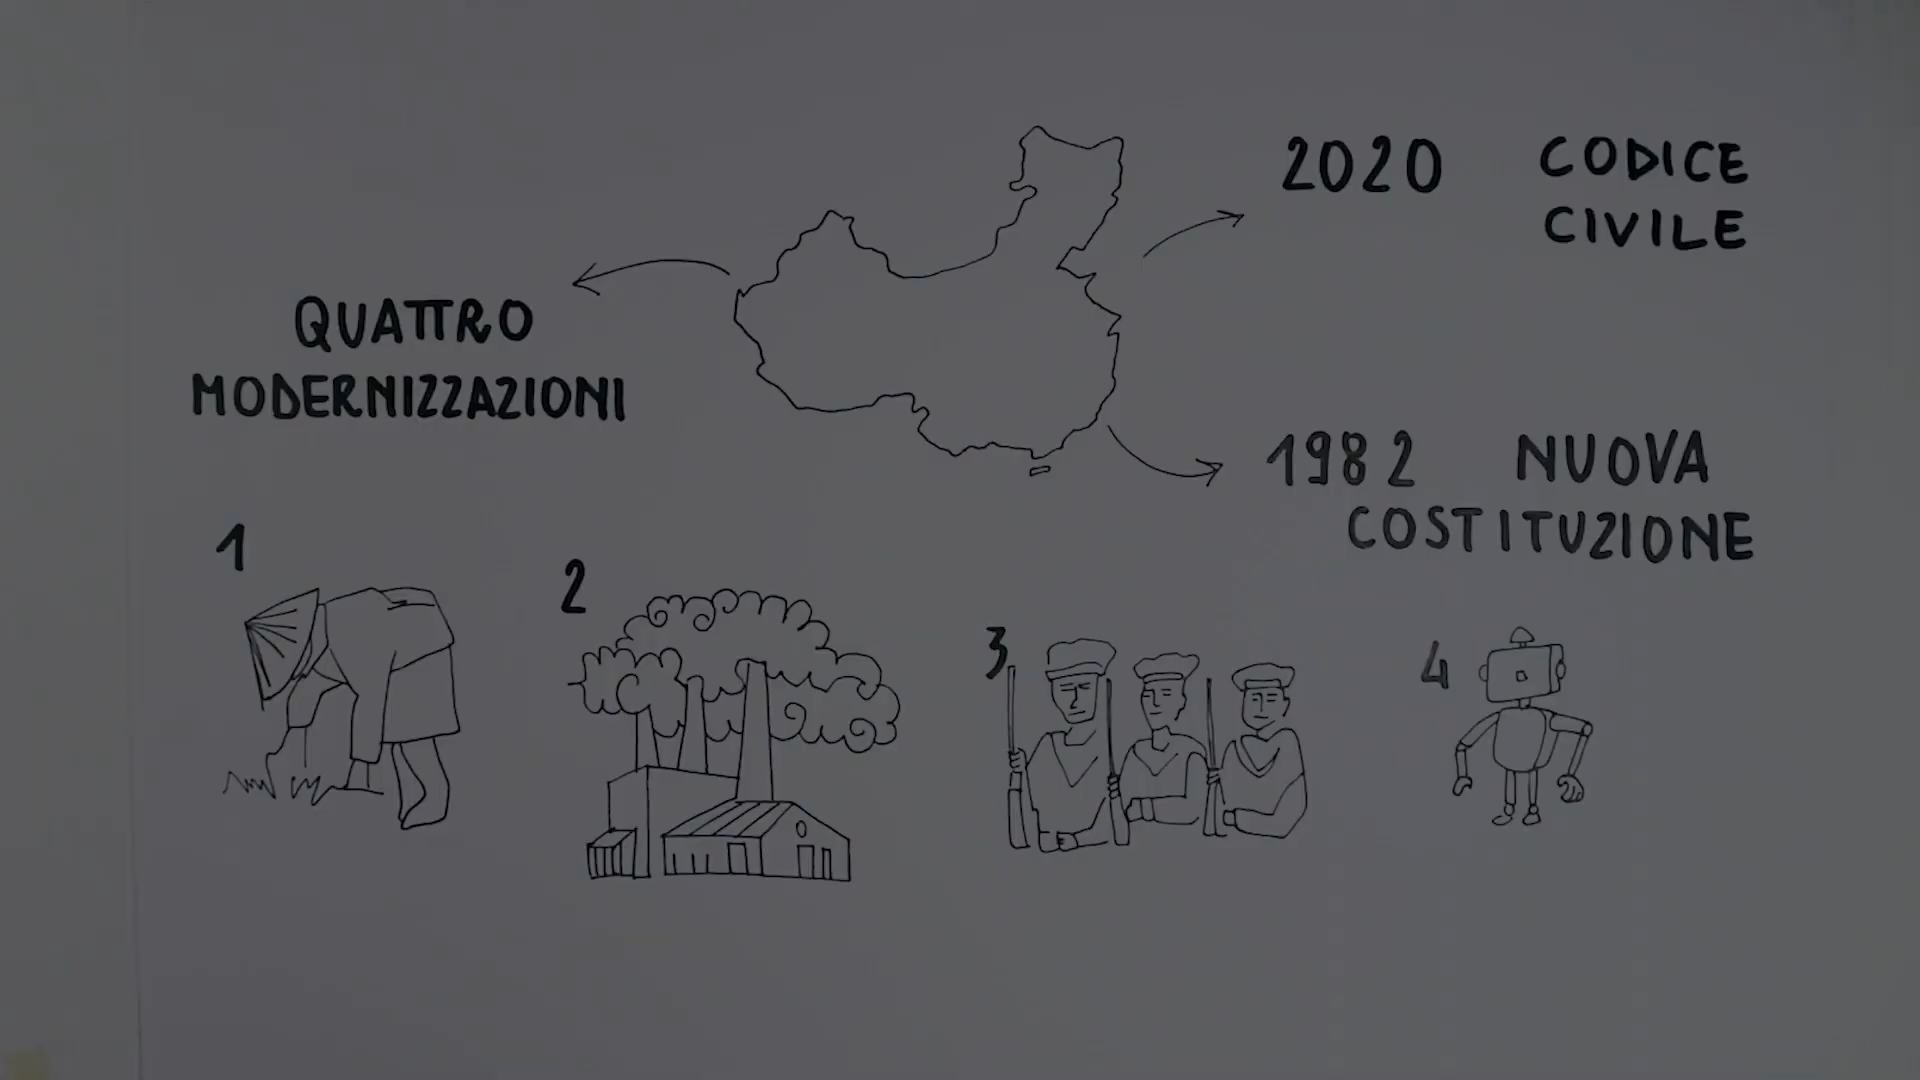 QUATTRO
MODERNIZZAZIONI
2020 CODICE
CIVILE
1982 NUOVA
COSTITUZIONE
1
2
3
4